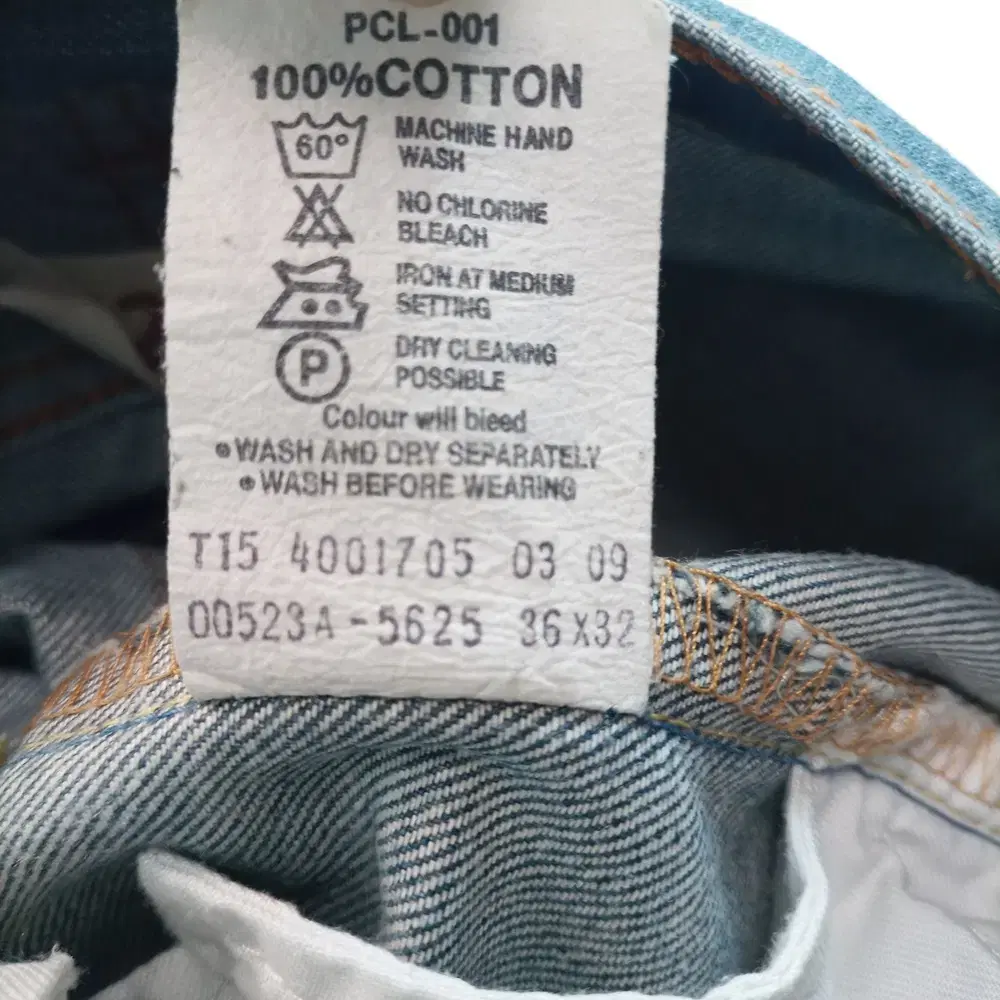 PCL-001
100%COTTON
60°
MACHINE HAND
WASH
NO CHLORINE
BLEACH
IRON AT MEDIUM
SETTING
P
DRY CLEANING
POSSIBLE
Colour will bleed
WASH AND DRY SEPARATELY
WASH BEFORE WEARING
T15 4001705 03 09
00523A-5625 36X32